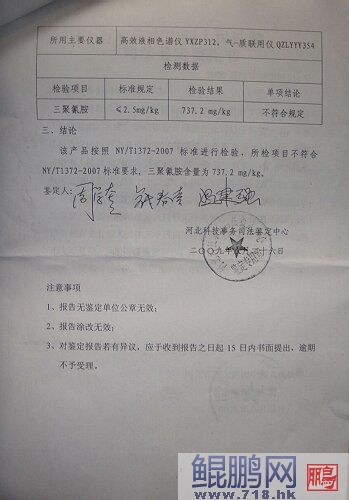 所用主要仪器 高效液相色谱仪 YXZP312，气-质联用仪 QZLYYY354
检测数据
检验项目 标准规定 检验结果 单项结论
三聚氰胺 ≤2.5mg/kg 737.2 mg/kg 不符合规定
三、结论
该产品按照 NY/T1372-2007 标准进行检验，所检项目不符合
NY/T1372-2007 标准要求，三聚氰胺含量为 737.2 mg/kg。
鉴定人：
河北科技事务司法鉴定中心
二〇〇九年 月 十六日
注意事项
1、报告无鉴定单位公章无效；
2、报告涂改无效；
3、对鉴定报告若有异议，应于收到报告之日起 15 日内书面提出，逾期
不予受理。
鲲鹏网 鹏
www.718.hk